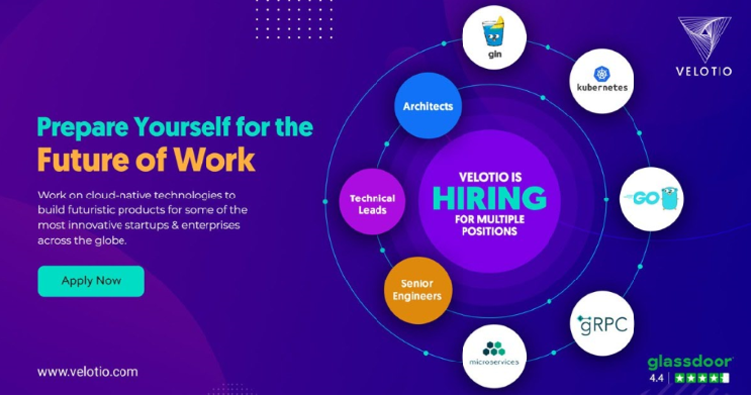 gin
VELOTIO
kubernetes
Architects
Prepare Yourself for the
Future of Work
Work on cloud-native technologies to
build futuristic products for some of the
most innovative startups & enterprises
across the globe.
Apply Now
VELOTIO IS
HIRING
FOR MULTIPLE
POSITIONS
Technical
Leads
GO
Senior
Engineers
gRPC
microservices
glassdoor
4.4
www.velotio.com